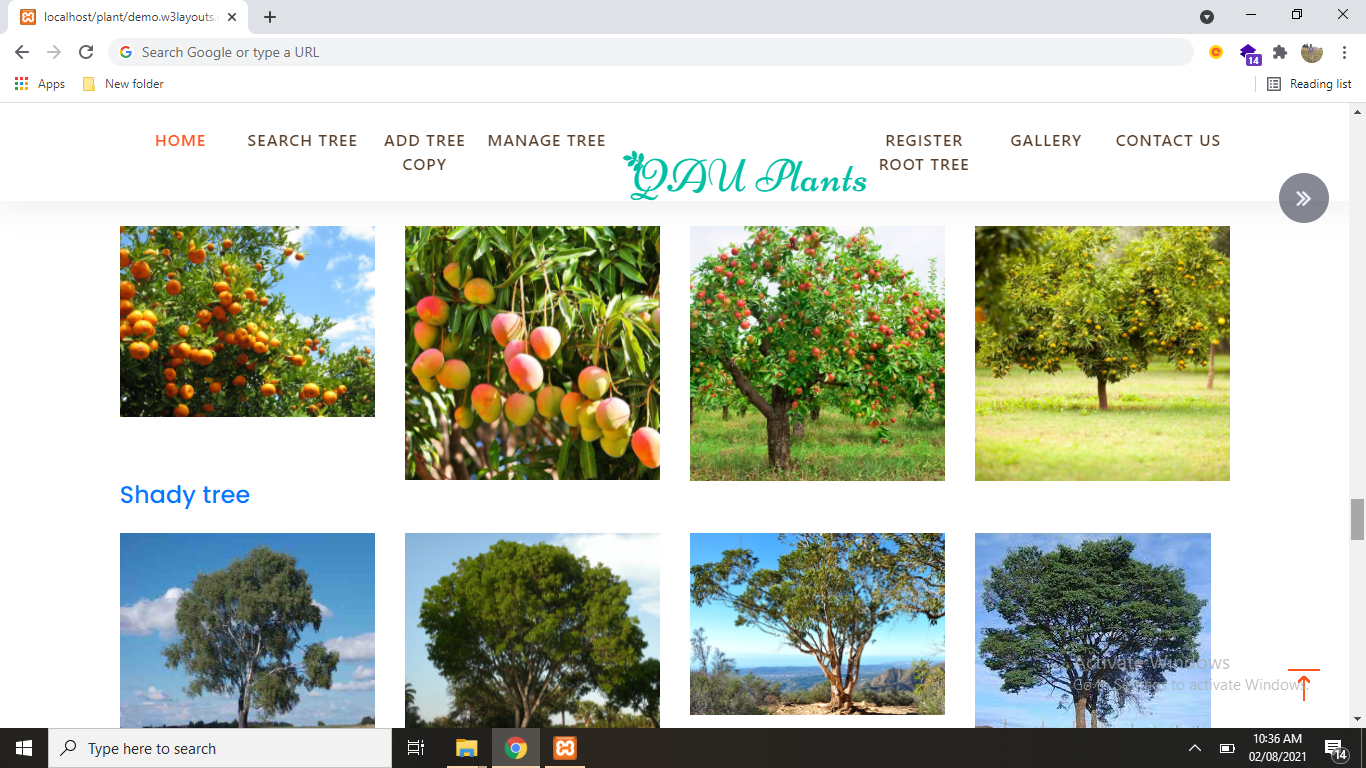 localhost/plant/demo.w3layouts.
Search Google or type a URL
14
Apps
New folder
Reading list
HOME
SEARCH TREE
ADD TREE
COPY
MANAGE TREE
QAU Plants
REGISTER
ROOT TREE
GALLERY
CONTACT US
Shady tree
Activate Windows
Go to Settings to activate Windows.
Type here to search
10:36 AM
02/08/2021
14